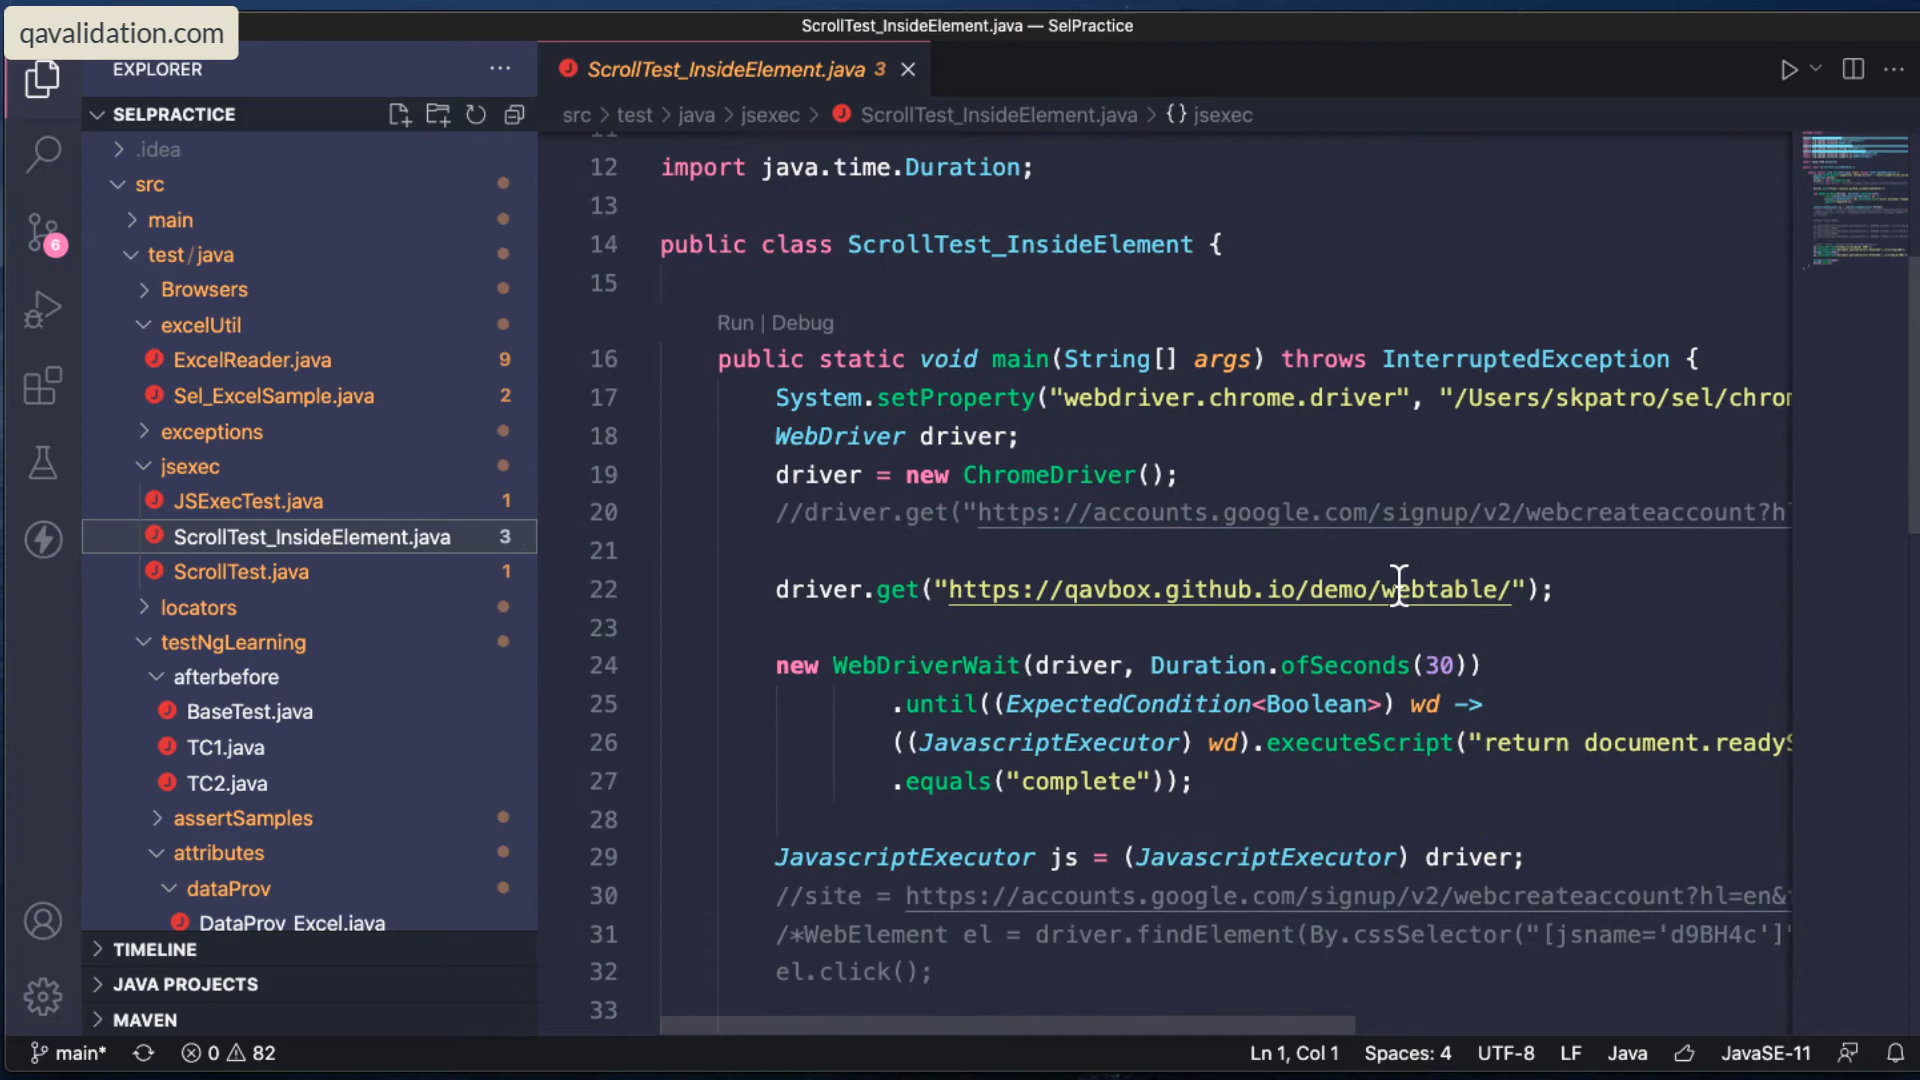 qavalidation.com
ScrollTest_InsideElement.java — SelPractice
EXPLORER
ScrollTest_InsideElement.java 3
SELPRACTICE
src > test > java > jsexec > ScrollTest_InsideElement.java > {} jsexec
.idea
src
main
test/java
Browsers
excelUtil
ExcelReader.java 9
Sel_ExcelSample.java 2
exceptions
jsexec
JSExecTest.java 1
ScrollTest_InsideElement.java 3
ScrollTest.java 1
locators
testNgLearning
afterbefore
BaseTest.java
TC1.java
TC2.java
assertSamples
attributes
dataProv
DataProv_Excel.java
TIMELINE
JAVA PROJECTS
MAVEN
6
12 import java.time.Duration;
13
14 public class ScrollTest_InsideElement {
15
Run | Debug
16 public static void main(String[] args) throws InterruptedException {
17 System.setProperty("webdriver.chrome.driver", "/Users/skpatro/sel/chro
18 WebDriver driver;
19 driver = new ChromeDriver();
20 //driver.get("https://accounts.google.com/signup/v2/webcreateaccount?h
21
22 driver.get("https://qavbox.github.io/demo/webtable/");
23
24 new WebDriverWait(driver, Duration.ofSeconds(30))
25 .until((ExpectedCondition<Boolean>) wd ->
26 ((JavascriptExecutor) wd).executeScript("return document.ready
27 .equals("complete"));
28
29 JavascriptExecutor js = (JavascriptExecutor) driver;
30 //site = https://accounts.google.com/signup/v2/webcreateaccount?hl=en&
31 /*WebElement el = driver.findElement(By.cssSelector("[jsname='d9BH4c']"
32 el.click();
33
main* 0 82
Ln 1, Col 1 Spaces: 4 UTF-8 LF Java JavaSE-11